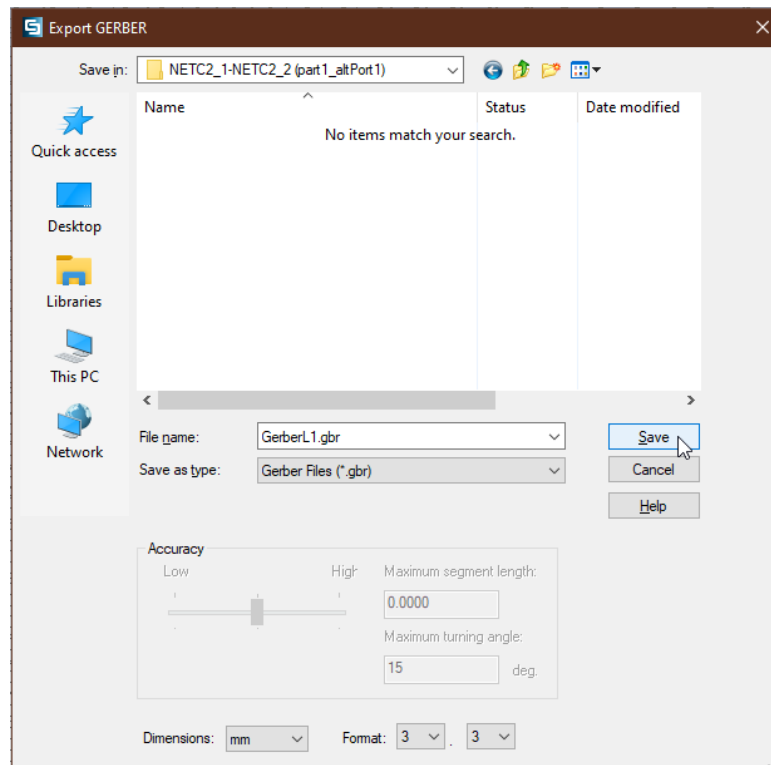 Export GERBER
Save in: NETC2_1-NETC2_2 (part1_altPort1)
Name Status Date modified
No items match your search.
Quick access
Desktop
Libraries
This PC
Network
File name: GerberL1.gbr Save
Save as type: Gerber Files (*.gbr) Cancel
Help
Accuracy
Low High Maximum segment length:
0.0000
Maximum turning angle:
15 deg.
Dimensions: mm Format: 3 . 3